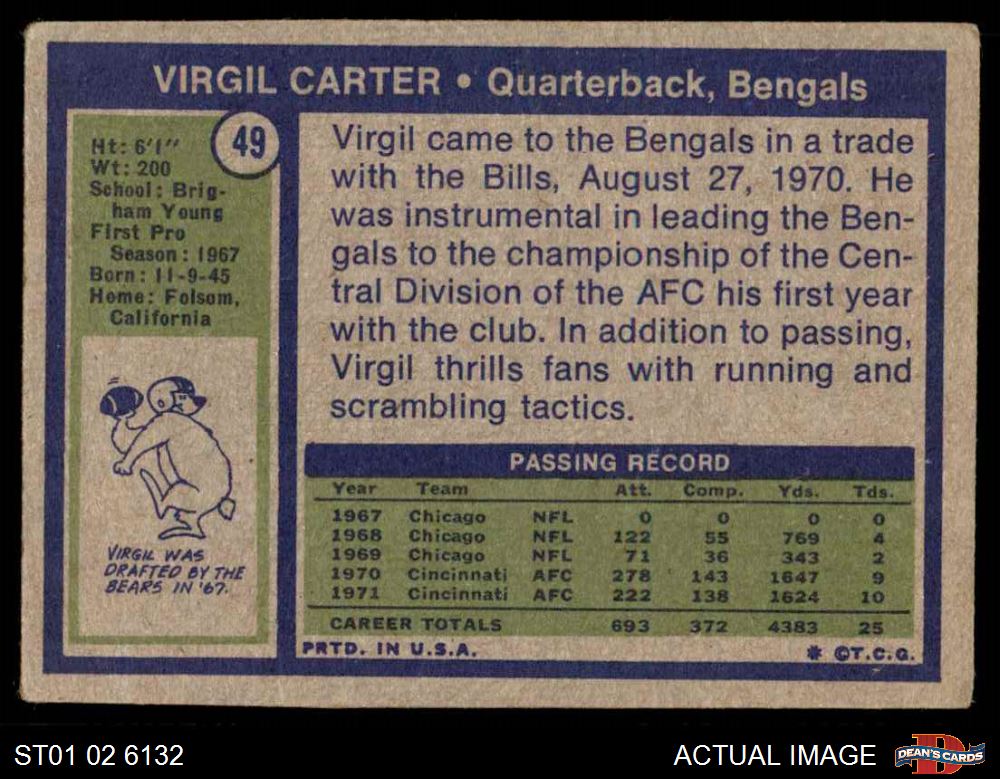 VIRGIL CARTER • Quarterback, Bengals
49
Ht: 6'1"
Wt: 200
School: Brig-
ham Young
First Pro
Season: 1967
Born: 11-9-45
Home: Folsom,
California
VIRGIL WAS
DRAFTED BY THE
BEARS IN '67.
Virgil came to the Bengals in a trade
with the Bills, August 27, 1970. He
was instrumental in leading the Ben-
gals to the championship of the Cen-
tral Division of the AFC his first year
with the club. In addition to passing,
Virgil thrills fans with running and
scrambling tactics.
PASSING RECORD
Year Team Att. Comp. Yds. Tds.
1967 Chicago NFL 0 0 0 0
1968 Chicago NFL 122 55 769 4
1969 Chicago NFL 71 36 343 2
1970 Cincinnati AFC 278 143 1647 9
1971 Cincinnati AFC 222 138 1624 10
CAREER TOTALS 693 372 4383 25
PRTD. IN U.S.A. * ©T.C.G.
ST01 02 6132 ACTUAL IMAGE DEAN'S CARDS